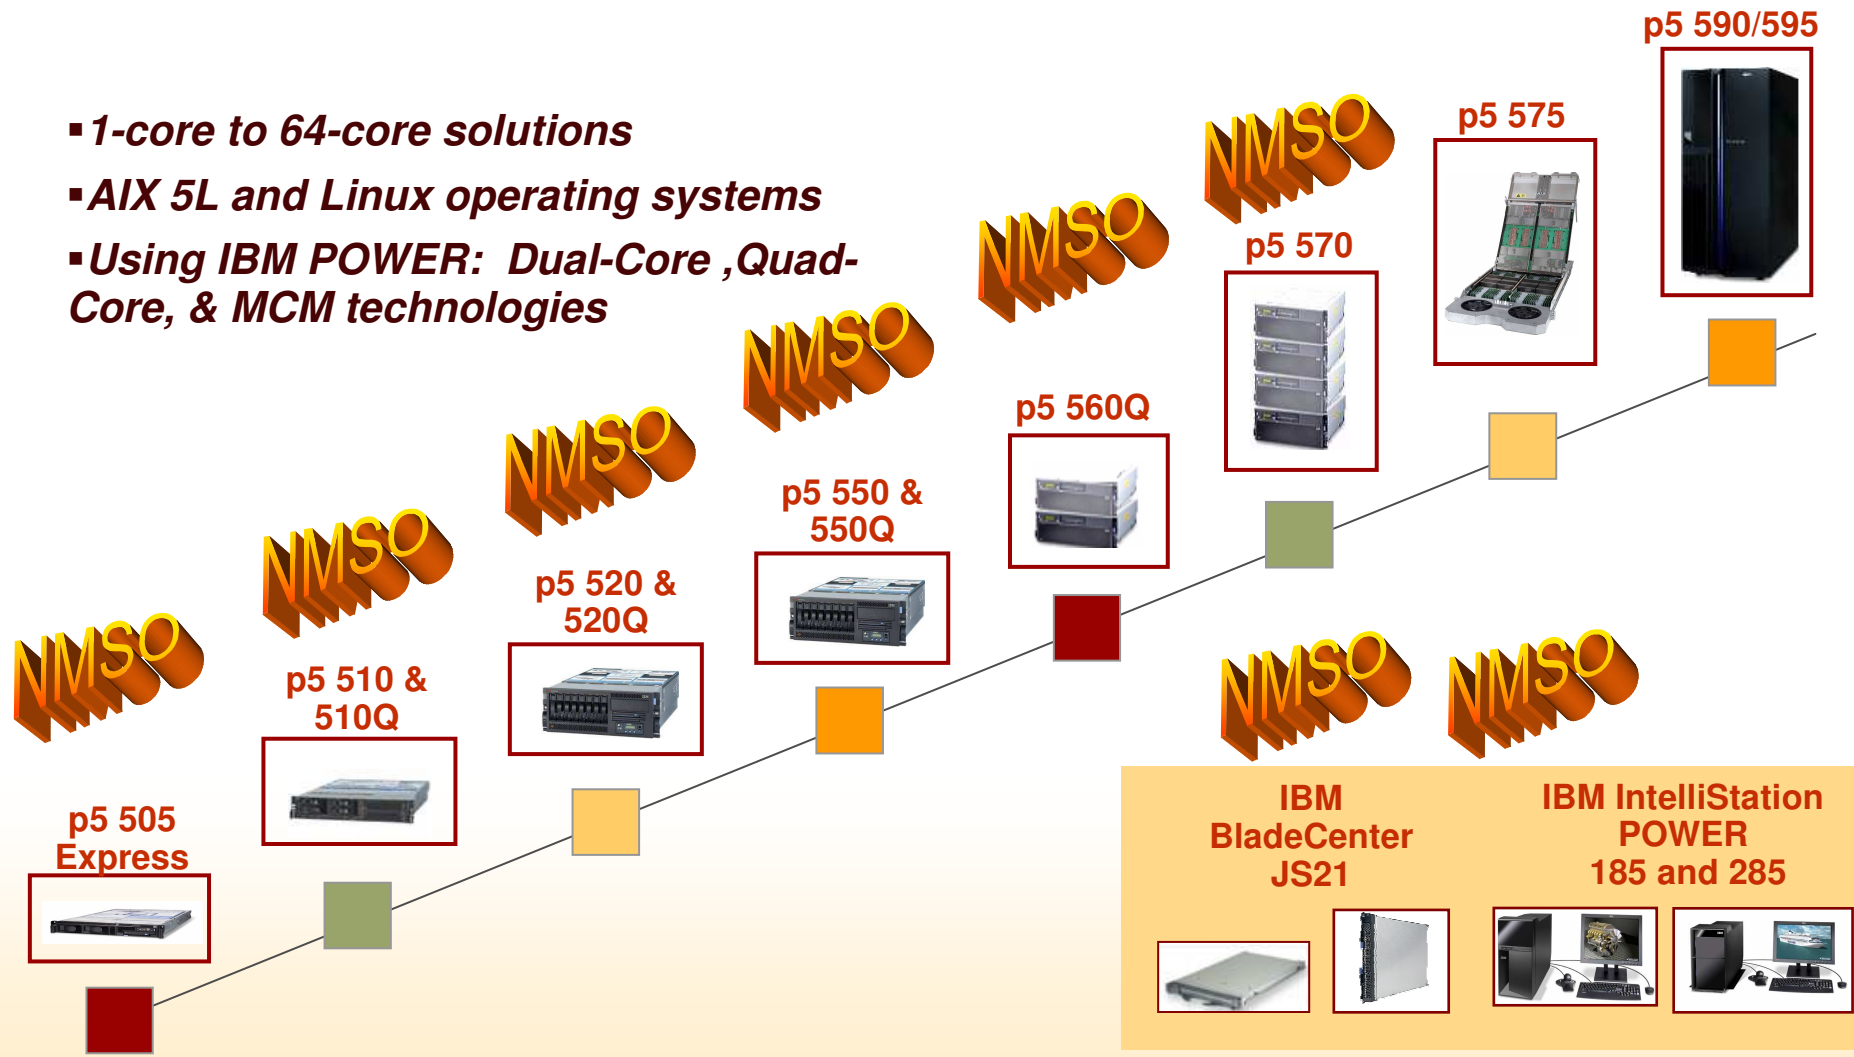 p5 590/595
▪1-core to 64-core solutions
▪AIX 5L and Linux operating systems
▪Using IBM POWER:  Dual-Core ,Quad-
Core, & MCM technologies
NMSO
p5 575
NMSO
p5 570
NMSO
p5 560Q
NMSO
p5 550 &
550Q
NMSO
p5 520 &
520Q
NMSO
p5 510 &
510Q
NMSO
p5 505
Express
NMSO
NMSO
IBM
BladeCenter
JS21
IBM IntelliStation
POWER
185 and 285